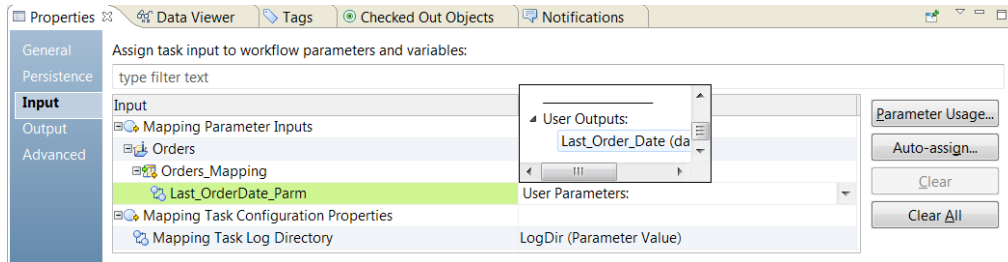 Properties Data Viewer Tags Checked Out Objects Notifications
General
Persistence
Input
Output
Advanced
Assign task input to workflow parameters and variables:
type filter text
Input
Mapping Parameter Inputs
Orders
Orders_Mapping
Last_OrderDate_Parm User Parameters:
Mapping Task Configuration Properties
Mapping Task Log Directory LogDir (Parameter Value)
User Outputs:
Last_Order_Date (da
Parameter Usage...
Auto-assign...
Clear
Clear All